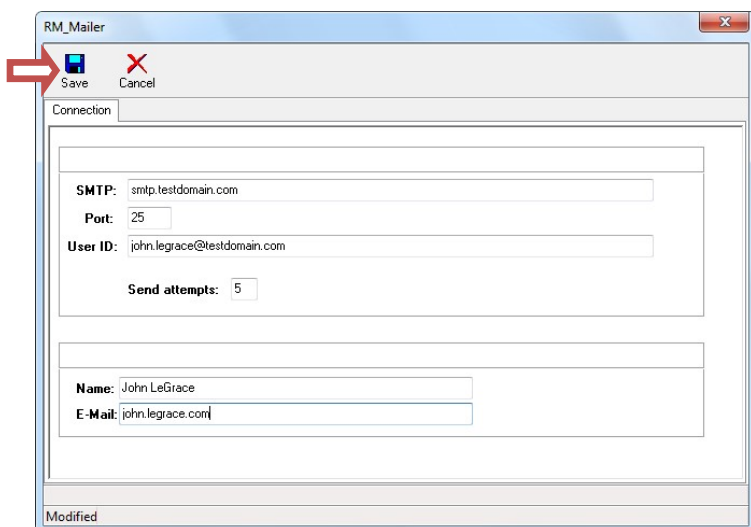 RM_Mailer
Save Cancel
Connection
SMTP: smtp.testdomain.com
Port: 25
User ID: john.legrace@testdomain.com
Send attempts: 5
Name: John LeGrace
E-Mail: john.legrace.com
Modified